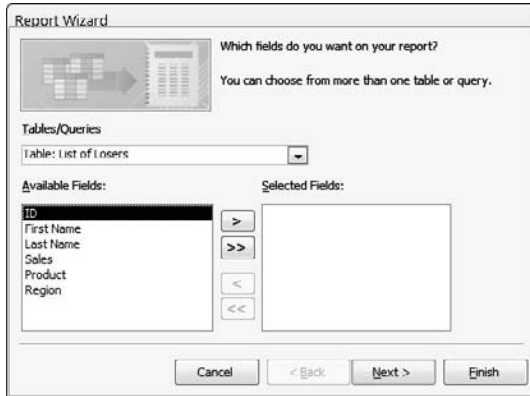 Report Wizard
Which fields do you want on your report?
You can choose from more than one table or query.
Tables/Queries
Table: List of Losers
Available Fields:
Selected Fields:
ID
First Name
Last Name
Sales
Product
Region
>
>>
<
<<
Cancel
< Back
Next >
Finish